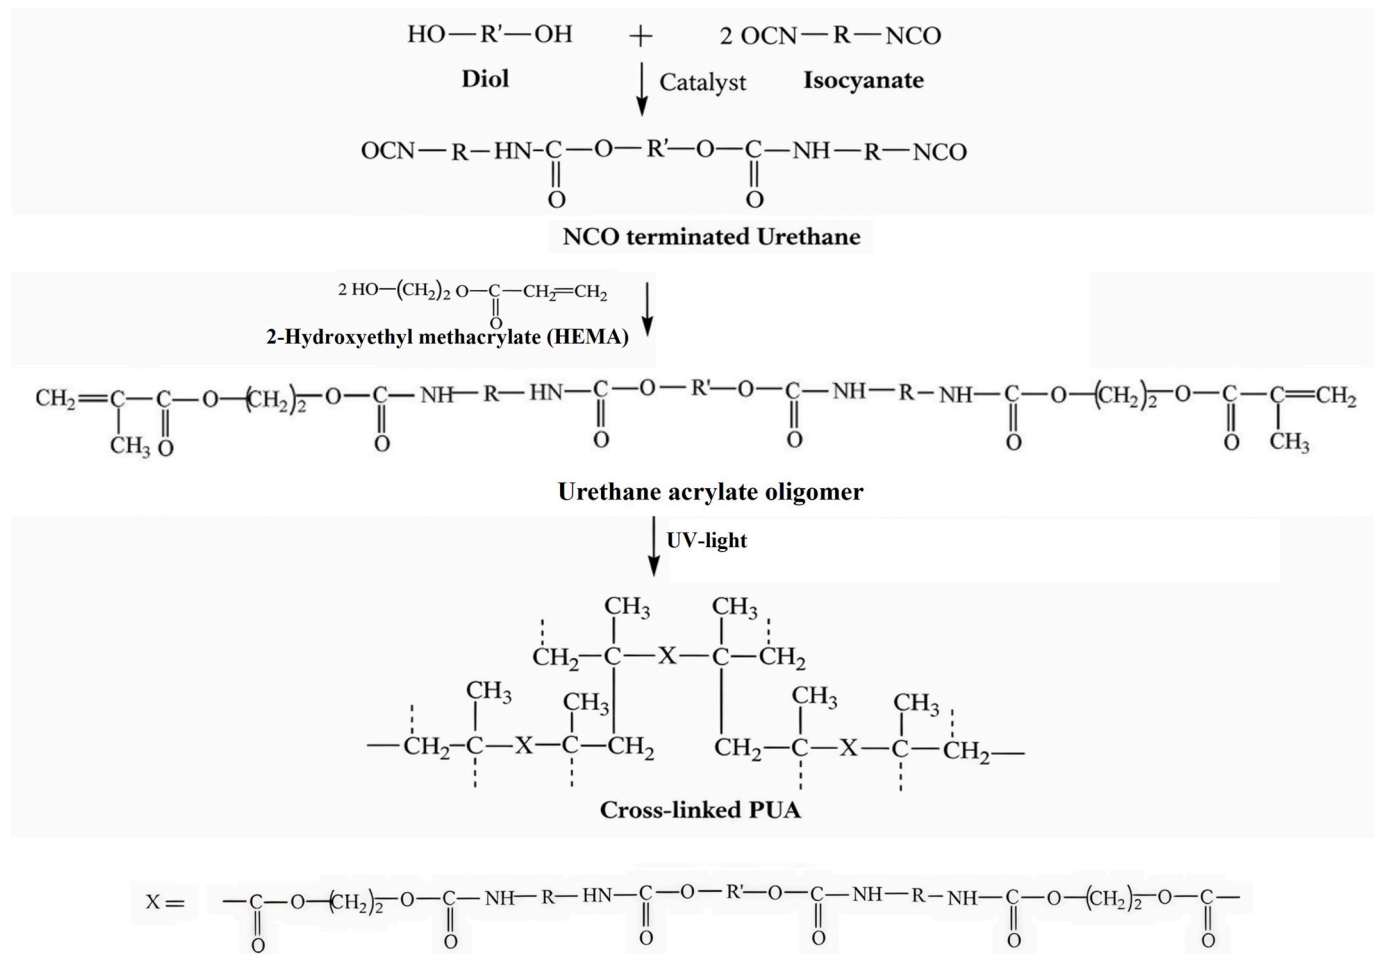 HO—R'—OH + 2 OCN—R—NCO
Diol Catalyst Isocyanate
OCN—R—HN-C—O—R'—O—C—NH—R—NCO
O O
NCO terminated Urethane
2 HO—(CH2)2 O—C—CH2=CH2
O
2-Hydroxyethyl methacrylate (HEMA)
CH2=C—C—O—(CH2)2—O—C—NH—R—HN—C—O—R'—O—C—NH—R—NH—C—O—(CH2)2—O—C—C=CH2
CH3 O O O O O O CH3
Urethane acrylate oligomer
UV-light
CH3 CH3
CH2—C—X—C—CH2
CH3 CH3 CH3 CH3
—CH2—C—X—C—CH2 CH2—C—X—C—CH2—
Cross-linked PUA
X= —C—O—(CH2)2—O—C—NH—R—HN—C—O—R'—O—C—NH—R—NH—C—O—(CH2)2—O—C—
O O O O O O